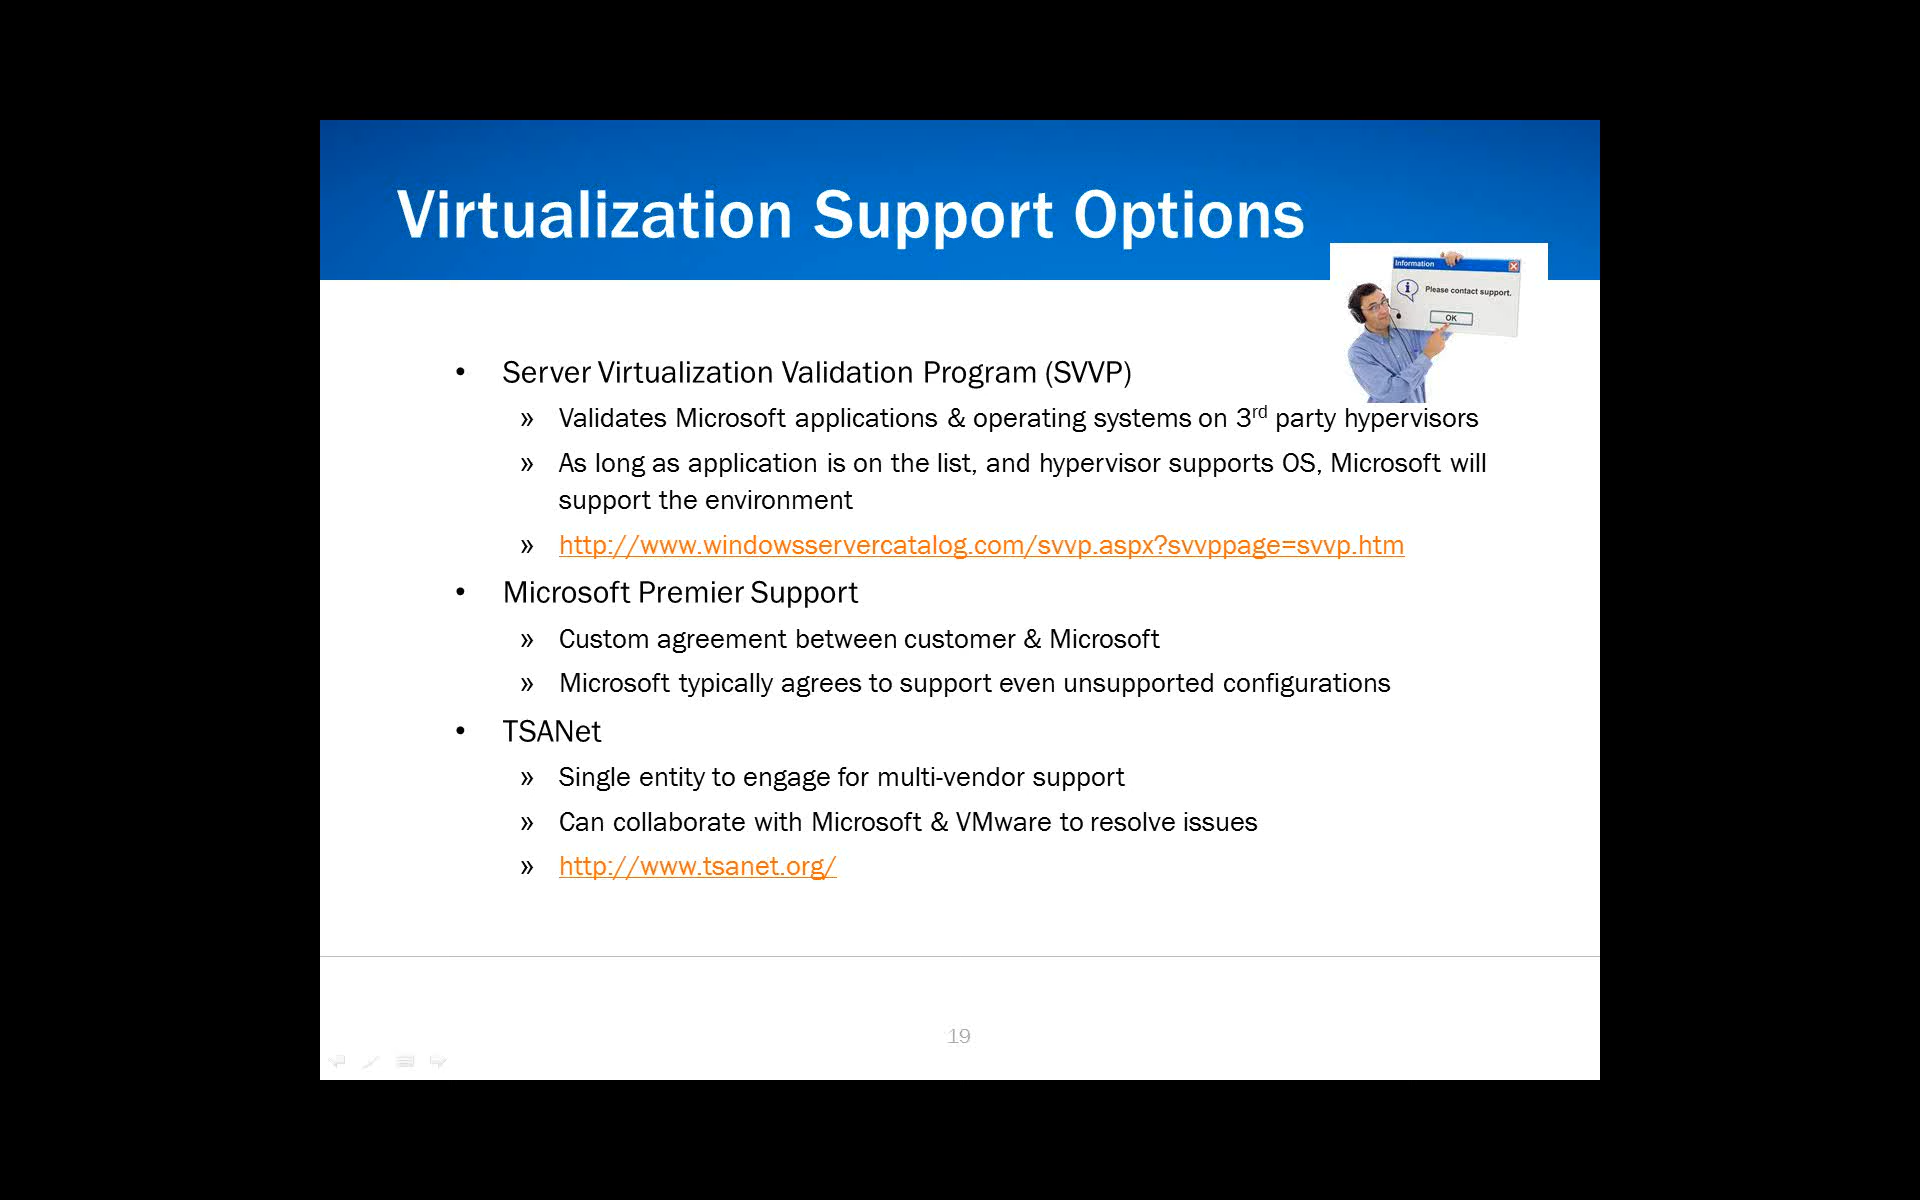 Virtualization Support Options
Information
Please contact support.
OK
• Server Virtualization Validation Program (SVVP)
» Validates Microsoft applications & operating systems on 3rd party hypervisors
» As long as application is on the list, and hypervisor supports OS, Microsoft will
support the environment
» http://www.windowsservercatalog.com/svvp.aspx?svvppage=svvp.htm
• Microsoft Premier Support
» Custom agreement between customer & Microsoft
» Microsoft typically agrees to support even unsupported configurations
• TSANet
» Single entity to engage for multi-vendor support
» Can collaborate with Microsoft & VMware to resolve issues
» http://www.tsanet.org/
19